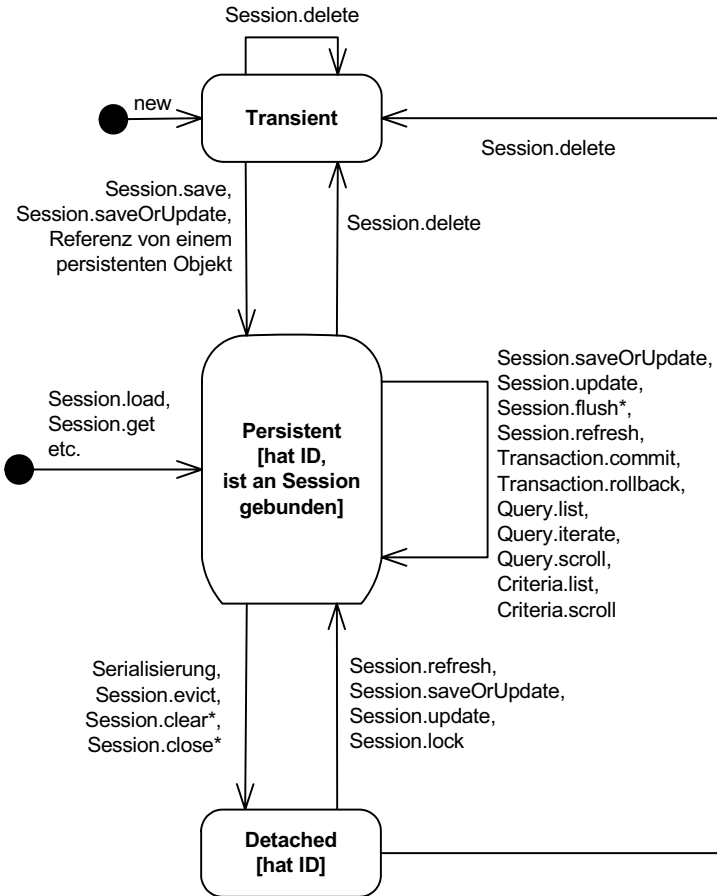 Session.delete
new
Transient
Session.delete
Session.save,
Session.saveOrUpdate,
Referenz von einem
persistenten Objekt
Session.delete
Session.load,
Session.get
etc.
Persistent
[hat ID,
ist an Session
gebunden]
Session.saveOrUpdate,
Session.update,
Session.flush*,
Session.refresh,
Transaction.commit,
Transaction.rollback,
Query.list,
Query.iterate,
Query.scroll,
Criteria.list,
Criteria.scroll
Serialisierung,
Session.evict,
Session.clear*,
Session.close*
Session.refresh,
Session.saveOrUpdate,
Session.update,
Session.lock
Detached
[hat ID]